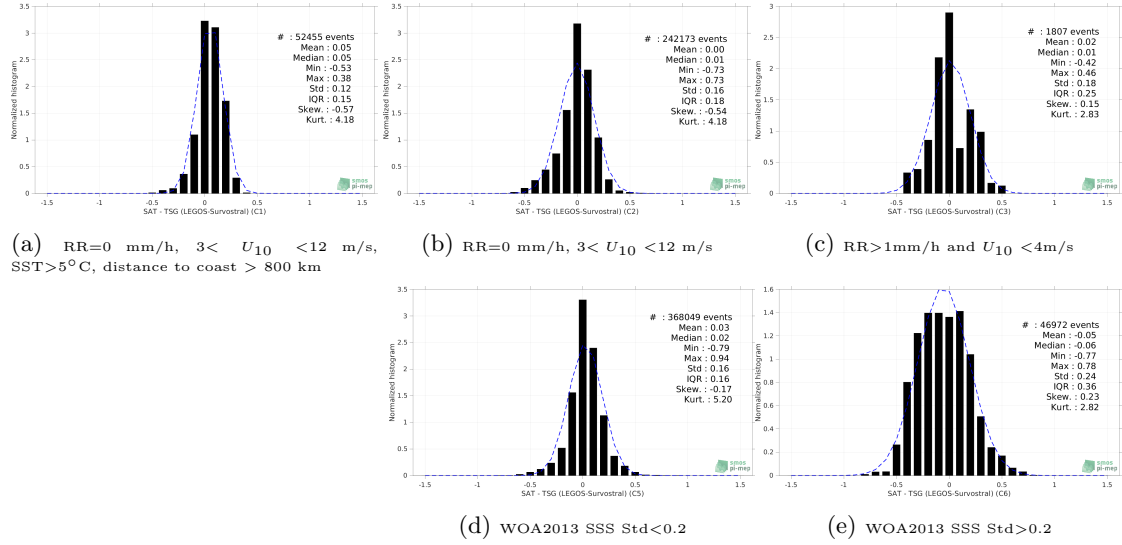 3.5
3
2.5
2
1.5
1
0.5
0
Normalized histogram
# : 52455 events
Mean : 0.05
Median : 0.05
Min : -0.53
Max : 0.38
Std : 0.12
IQR : 0.15
Skew. : -0.57
Kurt. : 4.18
smos
pi-mep
-1.5 -1 -0.5 0 0.5 1 1.5
SAT - TSG (LEGOS-Survostral) (C1)
(a) RR=0 mm/h, 3< U10 <12 m/s,
SST>5°C, distance to coast > 800 km
3.5
3
2.5
2
1.5
1
0.5
0
Normalized histogram
# : 242173 events
Mean : 0.00
Median : 0.01
Min : -0.73
Max : 0.73
Std : 0.16
IQR : 0.18
Skew. : -0.54
Kurt. : 4.18
smos
pi-mep
-1.5 -1 -0.5 0 0.5 1 1.5
SAT - TSG (LEGOS-Survostral) (C2)
(b) RR=0 mm/h, 3< U10 <12 m/s
3
2.5
2
1.5
1
0.5
0
Normalized histogram
# : 1807 events
Mean : 0.02
Median : 0.01
Min : -0.42
Max : 0.46
Std : 0.18
IQR : 0.25
Skew. : 0.15
Kurt. : 2.83
smos
pi-mep
-1.5 -1 -0.5 0 0.5 1 1.5
SAT - TSG (LEGOS-Survostral) (C3)
(c) RR>1mm/h and U10 <4m/s
3.5
3
2.5
2
1.5
1
0.5
0
Normalized histogram
# : 368049 events
Mean : 0.03
Median : 0.02
Min : -0.79
Max : 0.94
Std : 0.16
IQR : 0.16
Skew. : -0.17
Kurt. : 5.20
smos
pi-mep
-1.5 -1 -0.5 0 0.5 1 1.5
SAT - TSG (LEGOS-Survostral) (C5)
(d) WOA2013 SSS Std<0.2
1.6
1.4
1.2
1
0.8
0.6
0.4
0.2
0
Normalized histogram
# : 46972 events
Mean : -0.05
Median : -0.06
Min : -0.77
Max : 0.78
Std : 0.24
IQR : 0.36
Skew. : 0.23
Kurt. : 2.82
smos
pi-mep
-1.5 -1 -0.5 0 0.5 1 1.5
SAT - TSG (LEGOS-Survostral) (C6)
(e) WOA2013 SSS Std>0.2